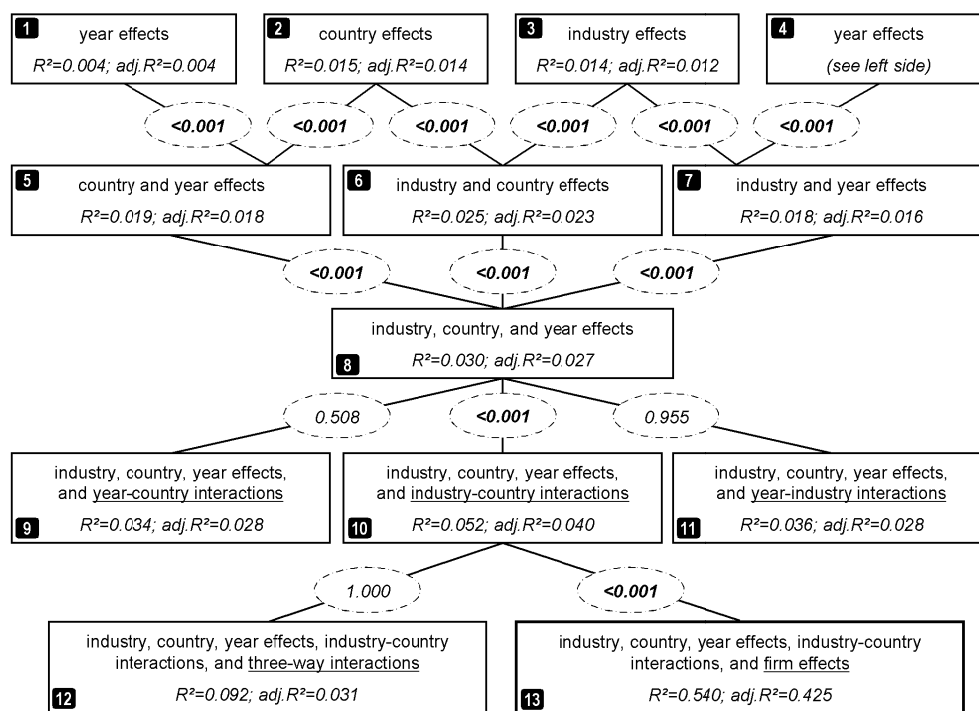 1
year effects
R²=0.004; adj.R²=0.004
2
country effects
R²=0.015; adj.R²=0.014
3
industry effects
R²=0.014; adj.R²=0.012
4
year effects
(see left side)
<0.001
<0.001
<0.001
<0.001
<0.001
<0.001
5
country and year effects
R²=0.019; adj.R²=0.018
6
industry and country effects
R²=0.025; adj.R²=0.023
7
industry and year effects
R²=0.018; adj.R²=0.016
<0.001
<0.001
<0.001
industry, country, and year effects
R²=0.030; adj.R²=0.027
8
0.508
<0.001
0.955
industry, country, year effects,
and year-country interactions
R²=0.034; adj.R²=0.028
9
industry, country, year effects,
and industry-country interactions
R²=0.052; adj.R²=0.040
10
industry, country, year effects,
and year-industry interactions
R²=0.036; adj.R²=0.028
11
1.000
<0.001
industry, country, year effects, industry-country
interactions, and three-way interactions
R²=0.092; adj.R²=0.031
12
industry, country, year effects, industry-country
interactions, and firm effects
R²=0.540; adj.R²=0.425
13